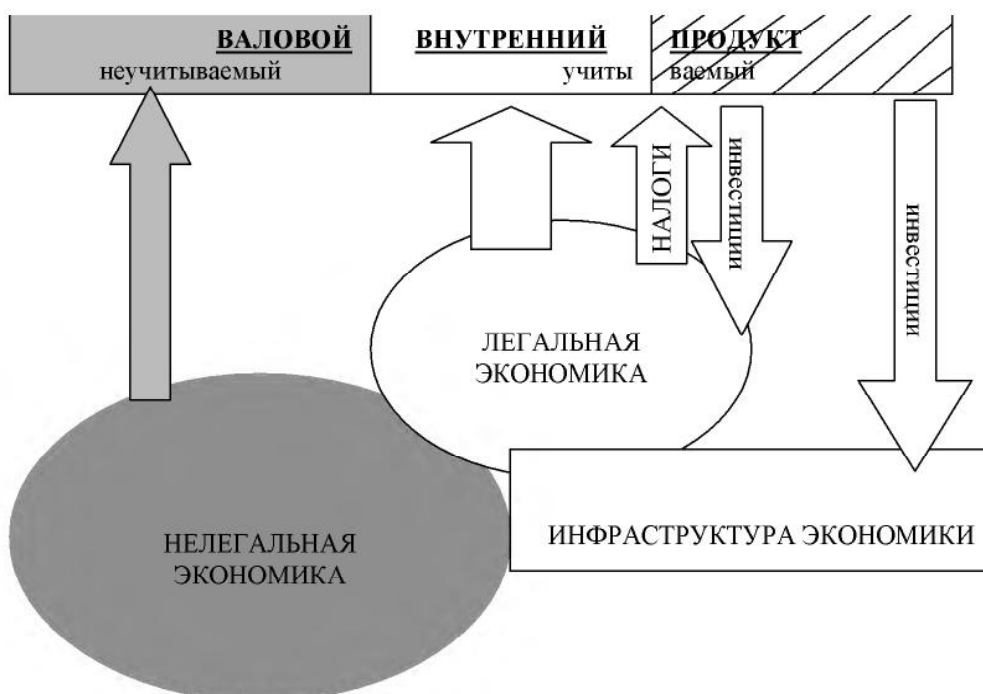 ВАЛОВОЙ ВНУТРЕННИЙ ПРОДУКТ
неучитываемый учиты ваемый
НАЛОГИ
инвестиции
инвестиции
ЛЕГАЛЬНАЯ
ЭКОНОМИКА
НЕЛЕГАЛЬНАЯ
ЭКОНОМИКА
ИНФРАСТРУКТУРА ЭКОНОМИКИ